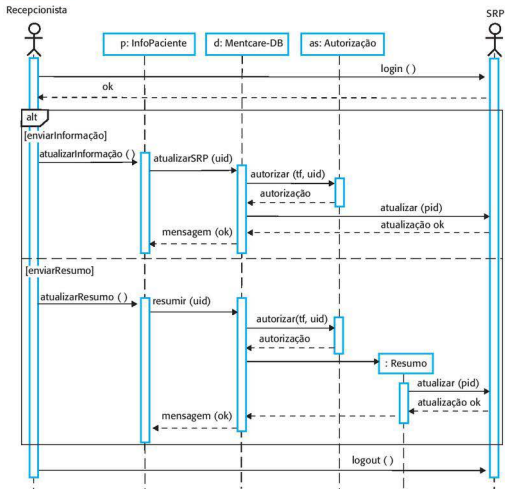 Recepcionista
SRP
p: InfoPaciente
d: Mentcare-DB
as: Autorização
login ( )
ok
alt
[enviarInformação]
atualizarInformação ( )
atualizarSRP (uid)
autorizar (tf, uid)
autorização
atualizar (pid)
atualização ok
mensagem (ok)
[enviarResumo]
atualizarResumo ( )
resumir (uid)
autorizar(tf, uid)
autorização
: Resumo
atualizar (pid)
atualização ok
mensagem (ok)
logout ( )